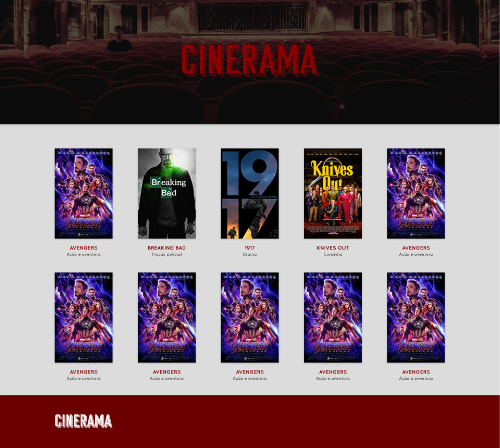 CINERAMA
Breaking
Bad
19
17
Knives
Out
AVENGERS
Ação e aventura
BREAKING BAD
Ficção policial
1917
Drama
KNIVES OUT
Comédia
AVENGERS
Ação e aventura
AVENGERS
Ação e aventura
AVENGERS
Ação e aventura
AVENGERS
Ação e aventura
AVENGERS
Ação e aventura
AVENGERS
Ação e aventura
CINERAMA